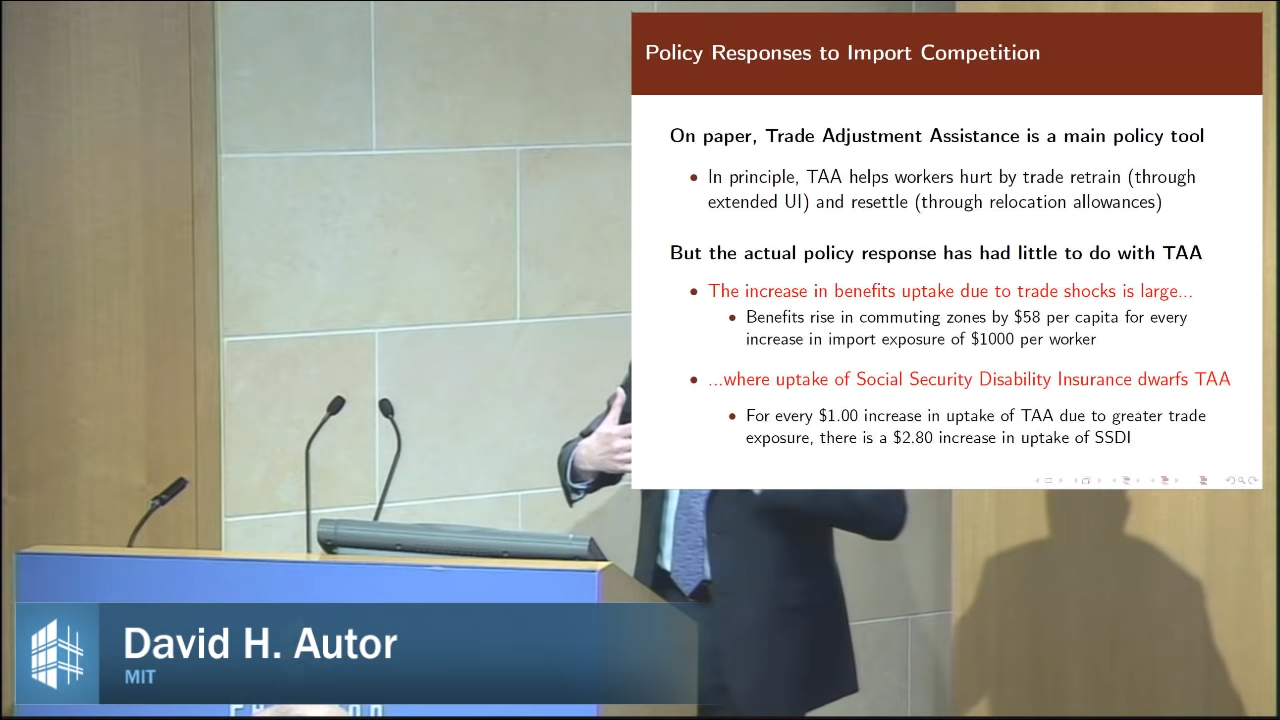 Policy Responses to Import Competition
On paper, Trade Adjustment Assistance is a main policy tool
• In principle, TAA helps workers hurt by trade retrain (through
extended UI) and resettle (through relocation allowances)
But the actual policy response has had little to do with TAA
• The increase in benefits uptake due to trade shocks is large...
• Benefits rise in commuting zones by $58 per capita for every
increase in import exposure of $1000 per worker
• ...where uptake of Social Security Disability Insurance dwarfs TAA
• For every $1.00 increase in uptake of TAA due to greater trade
exposure, there is a $2.80 increase in uptake of SSDI
David H. Autor
MIT